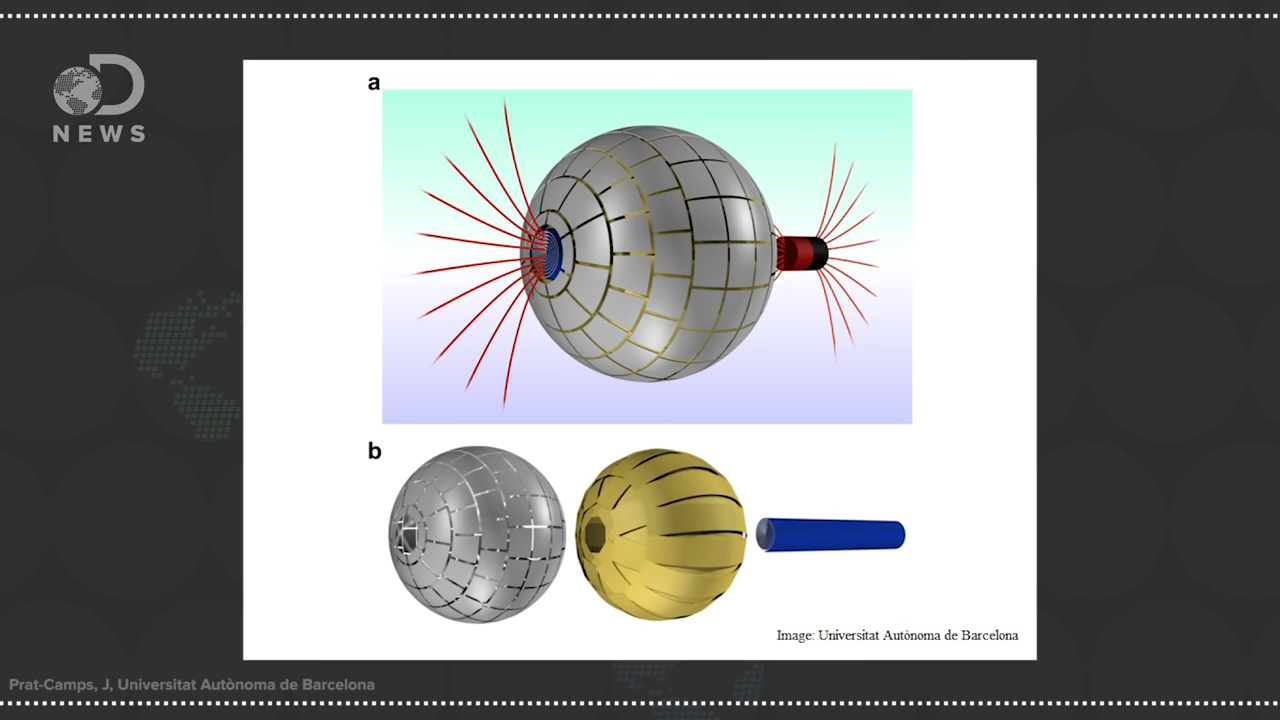 D
NEWS
a
b
Image: Universitat Autònoma de Barcelona
Prat-Camps, J, Universitat Autònoma de Barcelona